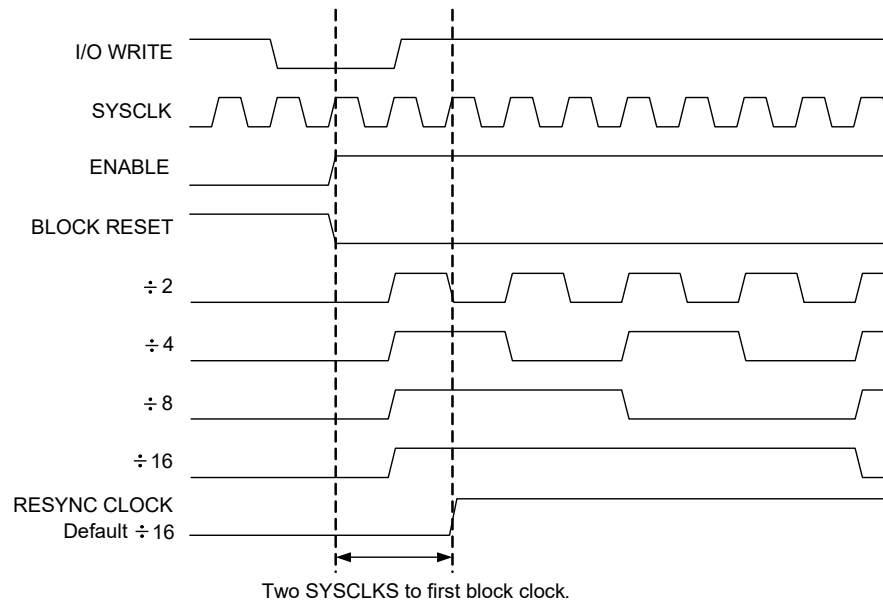 I/O WRITE
SYSCLK
ENABLE
BLOCK RESET
÷ 2
÷ 4
÷ 8
÷ 16
RESYNC CLOCK
Default ÷ 16
Two SYSCLKS to first block clock.